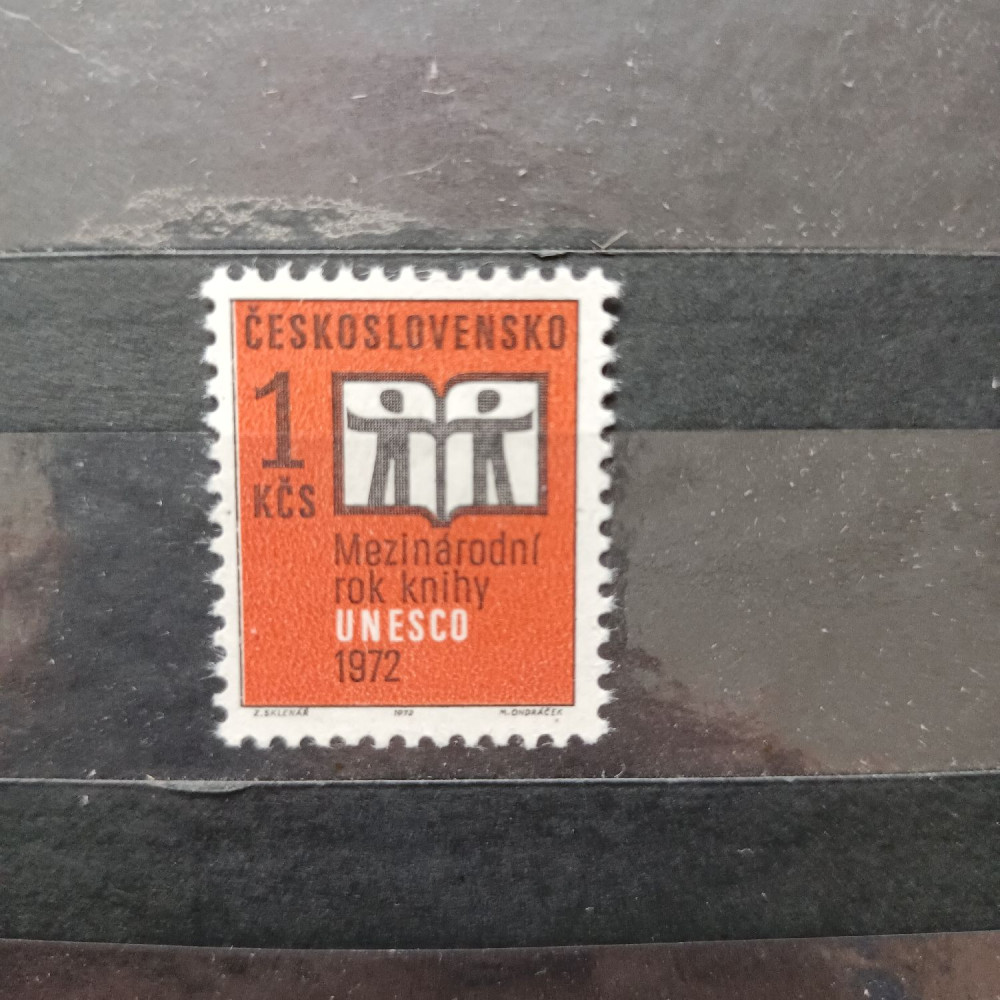 ČESKOSLOVENSKO
1
KČS
Mezinárodní
rok knihy
UNESCO
1972
Z. SKLENÁŘ 1972 M. ONDRÁČEK